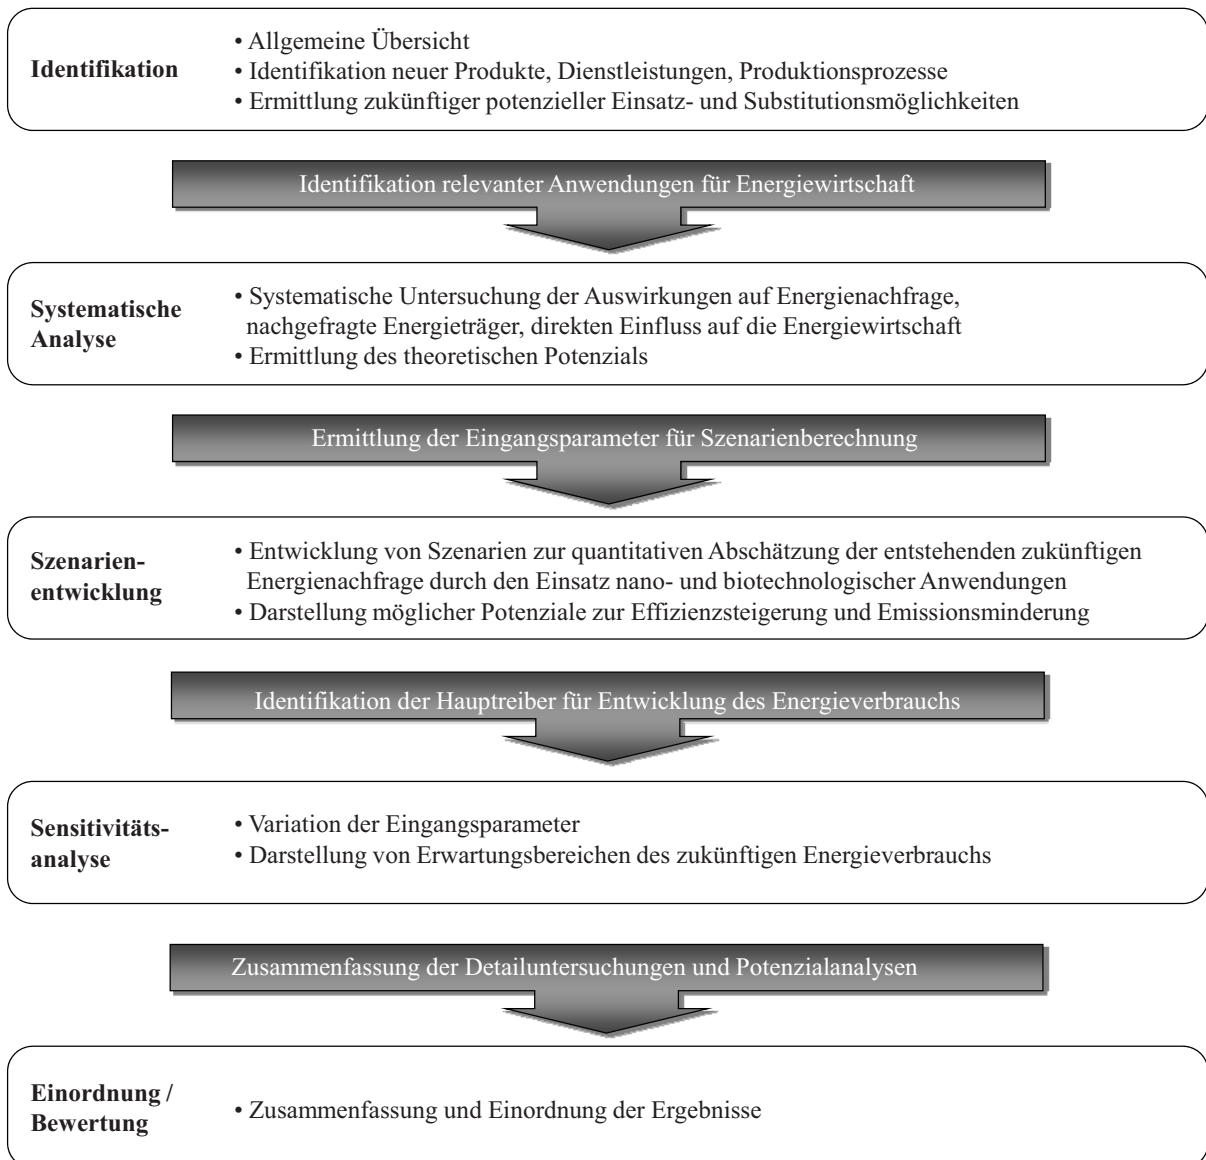 Identifikation
• Allgemeine Übersicht
• Identifikation neuer Produkte, Dienstleistungen, Produktionsprozesse
• Ermittlung zukünftiger potenzieller Einsatz- und Substitutionsmöglichkeiten
Identifikation relevanter Anwendungen für Energiewirtschaft
Systematische
Analyse
• Systematische Untersuchung der Auswirkungen auf Energienachfrage,
nachgefragte Energieträger, direkten Einfluss auf die Energiewirtschaft
• Ermittlung des theoretischen Potenzials
Ermittlung der Eingangsparameter für Szenarienberechnung
Szenarien-
entwicklung
• Entwicklung von Szenarien zur quantitativen Abschätzung der entstehenden zukünftigen
Energienachfrage durch den Einsatz nano- und biotechnologischer Anwendungen
• Darstellung möglicher Potenziale zur Effizienzsteigerung und Emissionsminderung
Identifikation der Hauptreiber für Entwicklung des Energieverbrauchs
Sensitivitäts-
analyse
• Variation der Eingangsparameter
• Darstellung von Erwartungsbereichen des zukünftigen Energieverbrauchs
Zusammenfassung der Detailuntersuchungen und Potenzialanalysen
Einordnung /
Bewertung
• Zusammenfassung und Einordnung der Ergebnisse